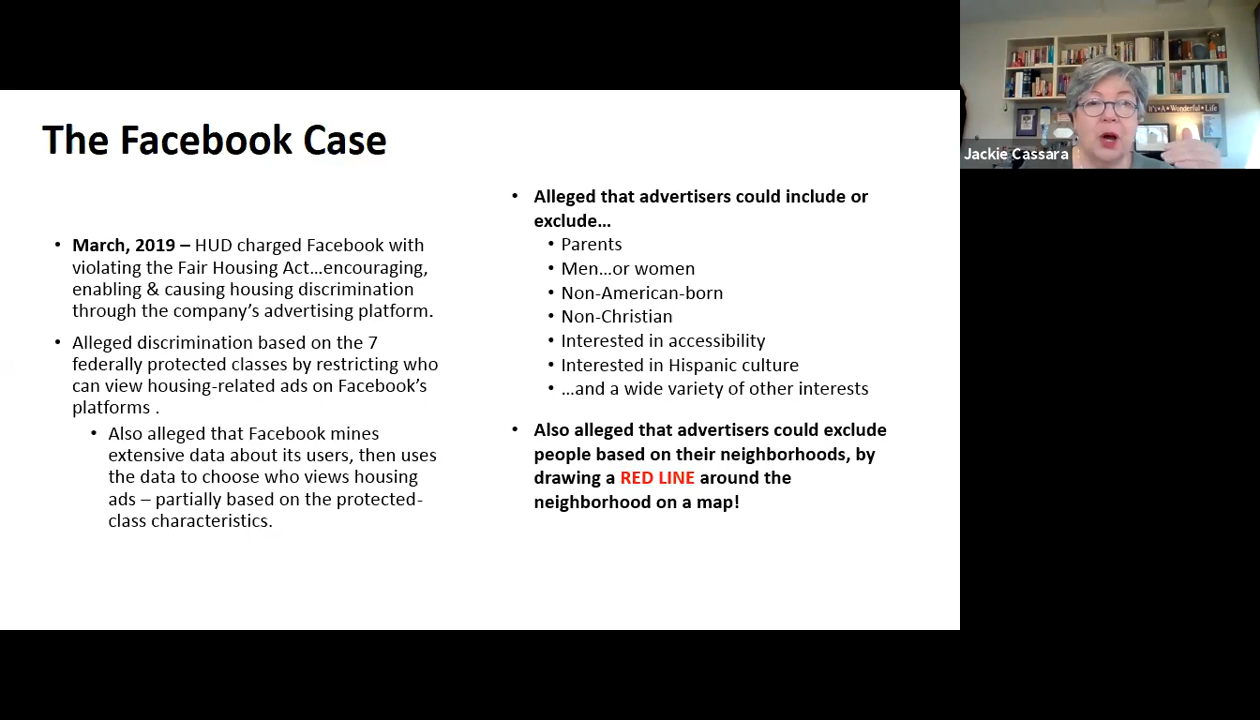 The Facebook Case
• March, 2019 – HUD charged Facebook with
violating the Fair Housing Act…encouraging,
enabling & causing housing discrimination
through the company's advertising platform.
• Alleged discrimination based on the 7
federally protected classes by restricting who
can view housing-related ads on Facebook's
platforms .
• Also alleged that Facebook mines
extensive data about its users, then uses
the data to choose who views housing
ads – partially based on the protected-
class characteristics.
• Alleged that advertisers could include or
exclude…
• Parents
• Men…or women
• Non-American-born
• Non-Christian
• Interested in accessibility
• Interested in Hispanic culture
• …and a wide variety of other interests
• Also alleged that advertisers could exclude
people based on their neighborhoods, by
drawing a RED LINE around the
neighborhood on a map!
It's•A•Wonderful•Life
Jackie Cassara